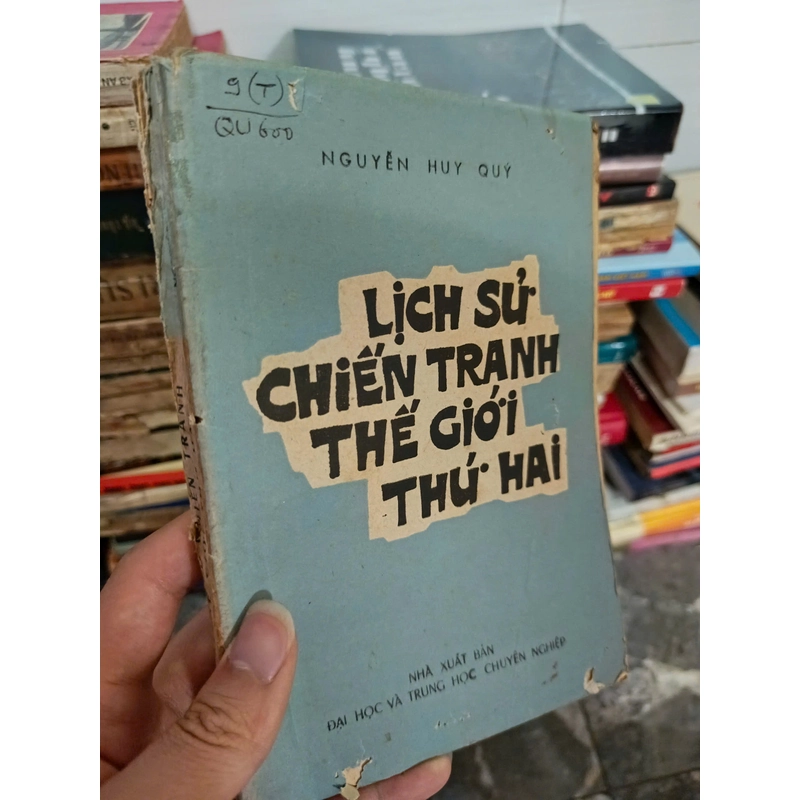 9(T)
QU600
NGUYỄN HUY QUÝ
LỊCH SỬ
CHIẾN TRANH
THẾ GIỚI
THỨ HAI
NHÀ XUẤT BẢN
ĐẠI HỌC VÀ TRUNG HỌC CHUYÊN NGHIỆP
TRANH